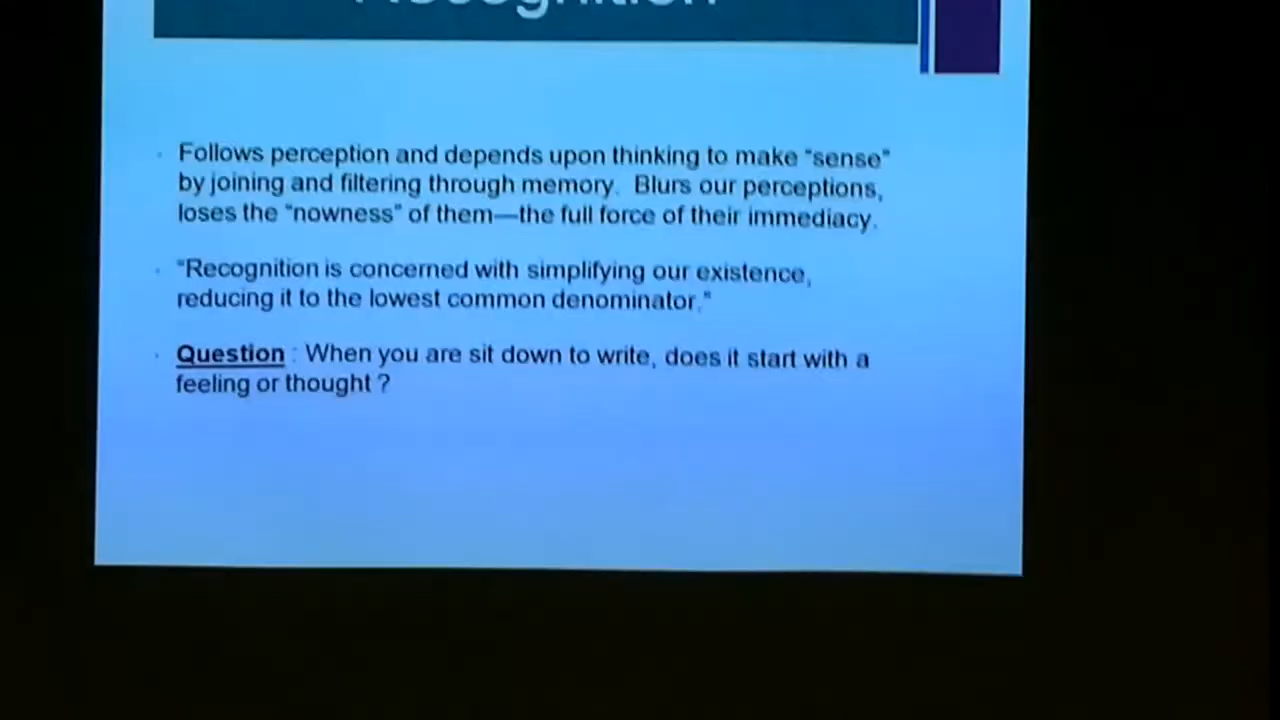 Recognition
Follows perception and depends upon thinking to make “sense”
by joining and filtering through memory. Blurs our perceptions,
loses the “nowness” of them—the full force of their immediacy.
“Recognition is concerned with simplifying our existence,
reducing it to the lowest common denominator.”
Question : When you are sit down to write, does it start with a
feeling or thought ?